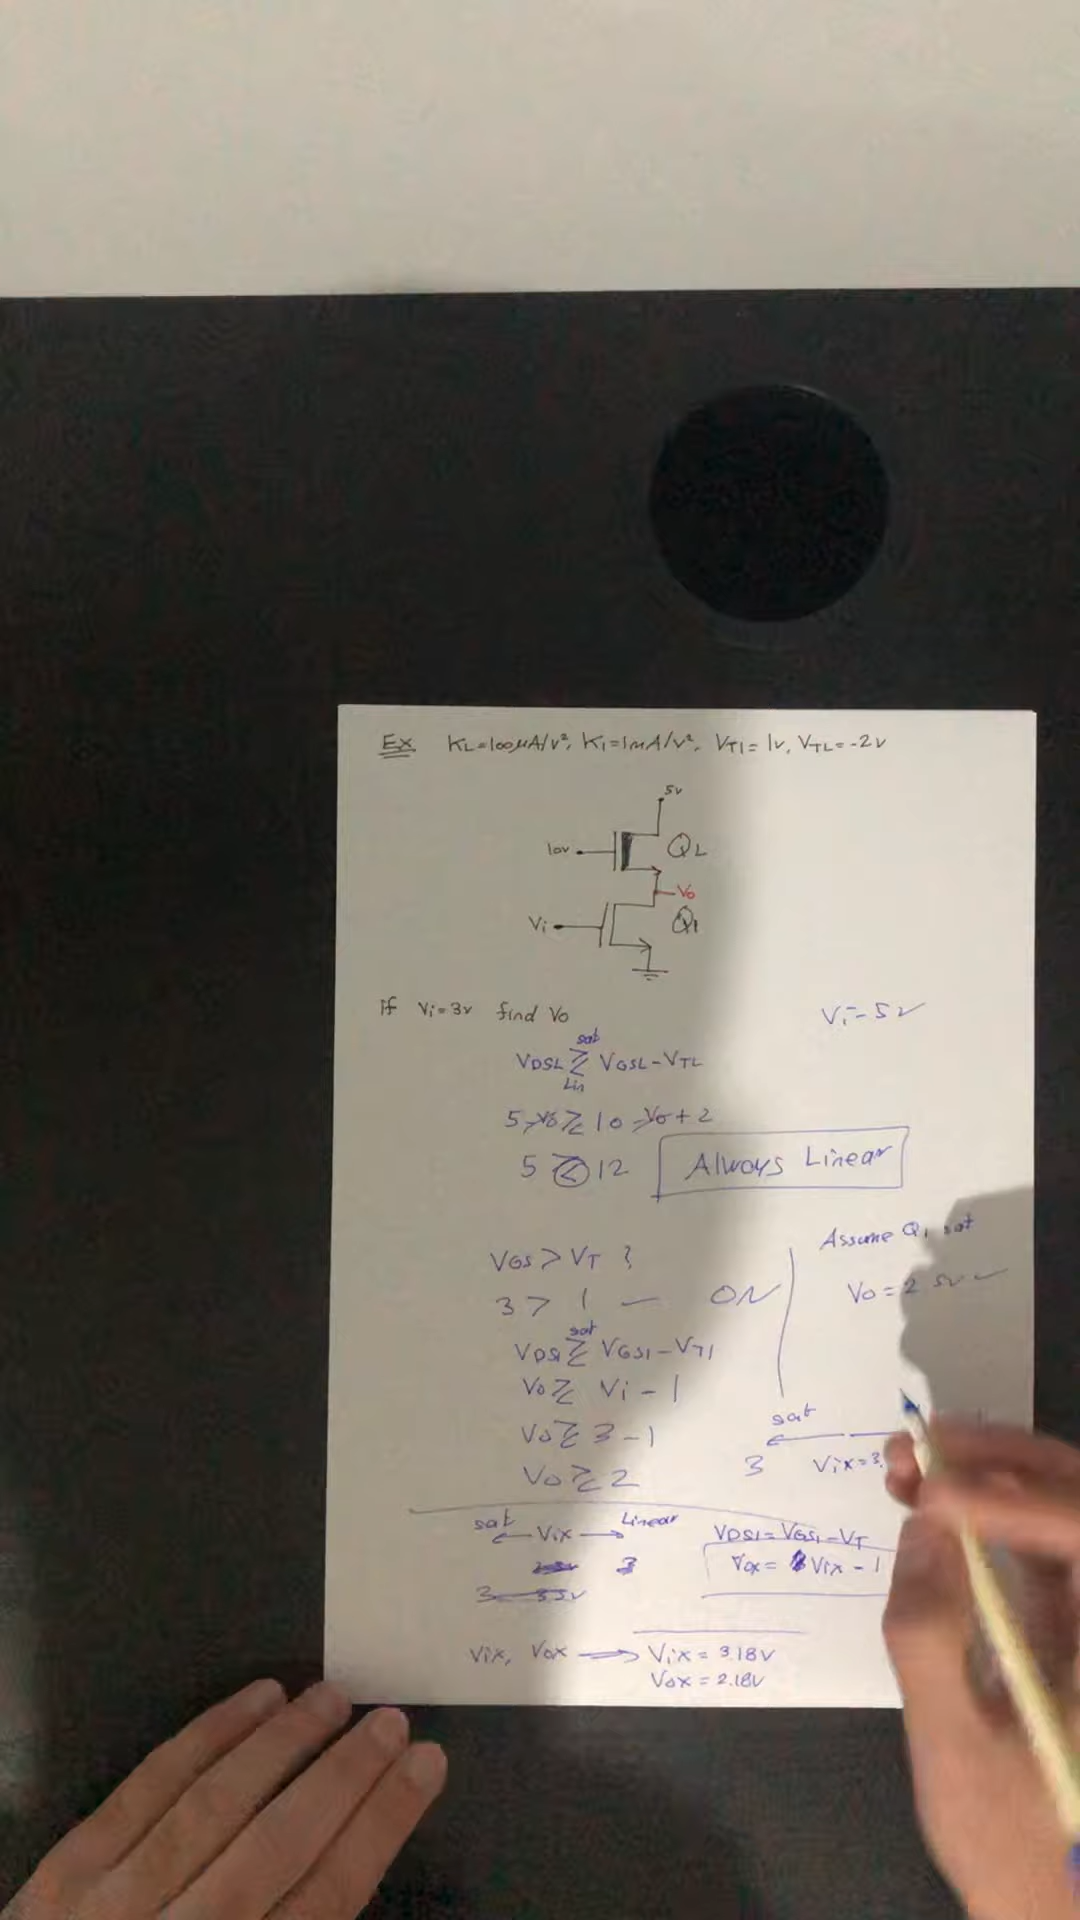 Ex KL=100µA/V², K1=1mA/V², VT1=1V, VTL=-2V
5V
10V
QL
Vo
Vi
Q1
if Vi=3V find Vo
Vi=5V
sat
VDSL ≷ VGSL-VTL
Lin
5-Vo ≷ 10-Vo+2
5 < 12 Always Linear
VGS > VT ?
3 > 1 — ON
sat
VDS1 ≷ VGS1-VT1
Vo ≷ Vi-1
Vo ≷ 3-1
Vo ≷ 2
Assume Q1 sat
Vo=2 5V ✓
sat
3 Vix=3.
sat ← Vix → Linear
3
VDS1=VGS1-VT
Vox= Vix-1
Vix, Vox → Vix=3.18V
Vox=2.18V